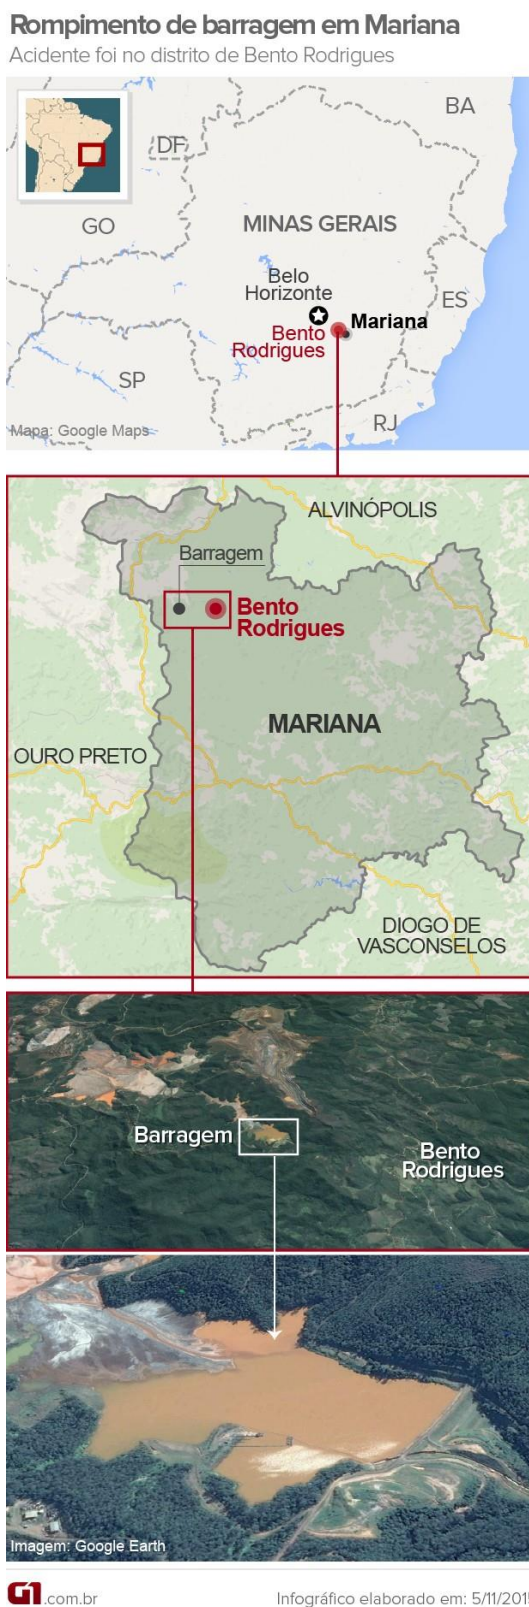 Rompimento de barragem em Mariana
Acidente foi no distrito de Bento Rodrigues
BA
DF
GO
MINAS GERAIS
Belo
Horizonte
ES
Mariana
Bento
Rodrigues
SP
RJ
Mapa: Google Maps
ALVINÓPOLIS
Barragem
Bento
Rodrigues
MARIANA
OURO PRETO
DIOGO DE
VASCONSELOS
Barragem
Bento
Rodrigues
Imagem: Google Earth
G1.com.br
Infográfico elaborado em: 5/11/201